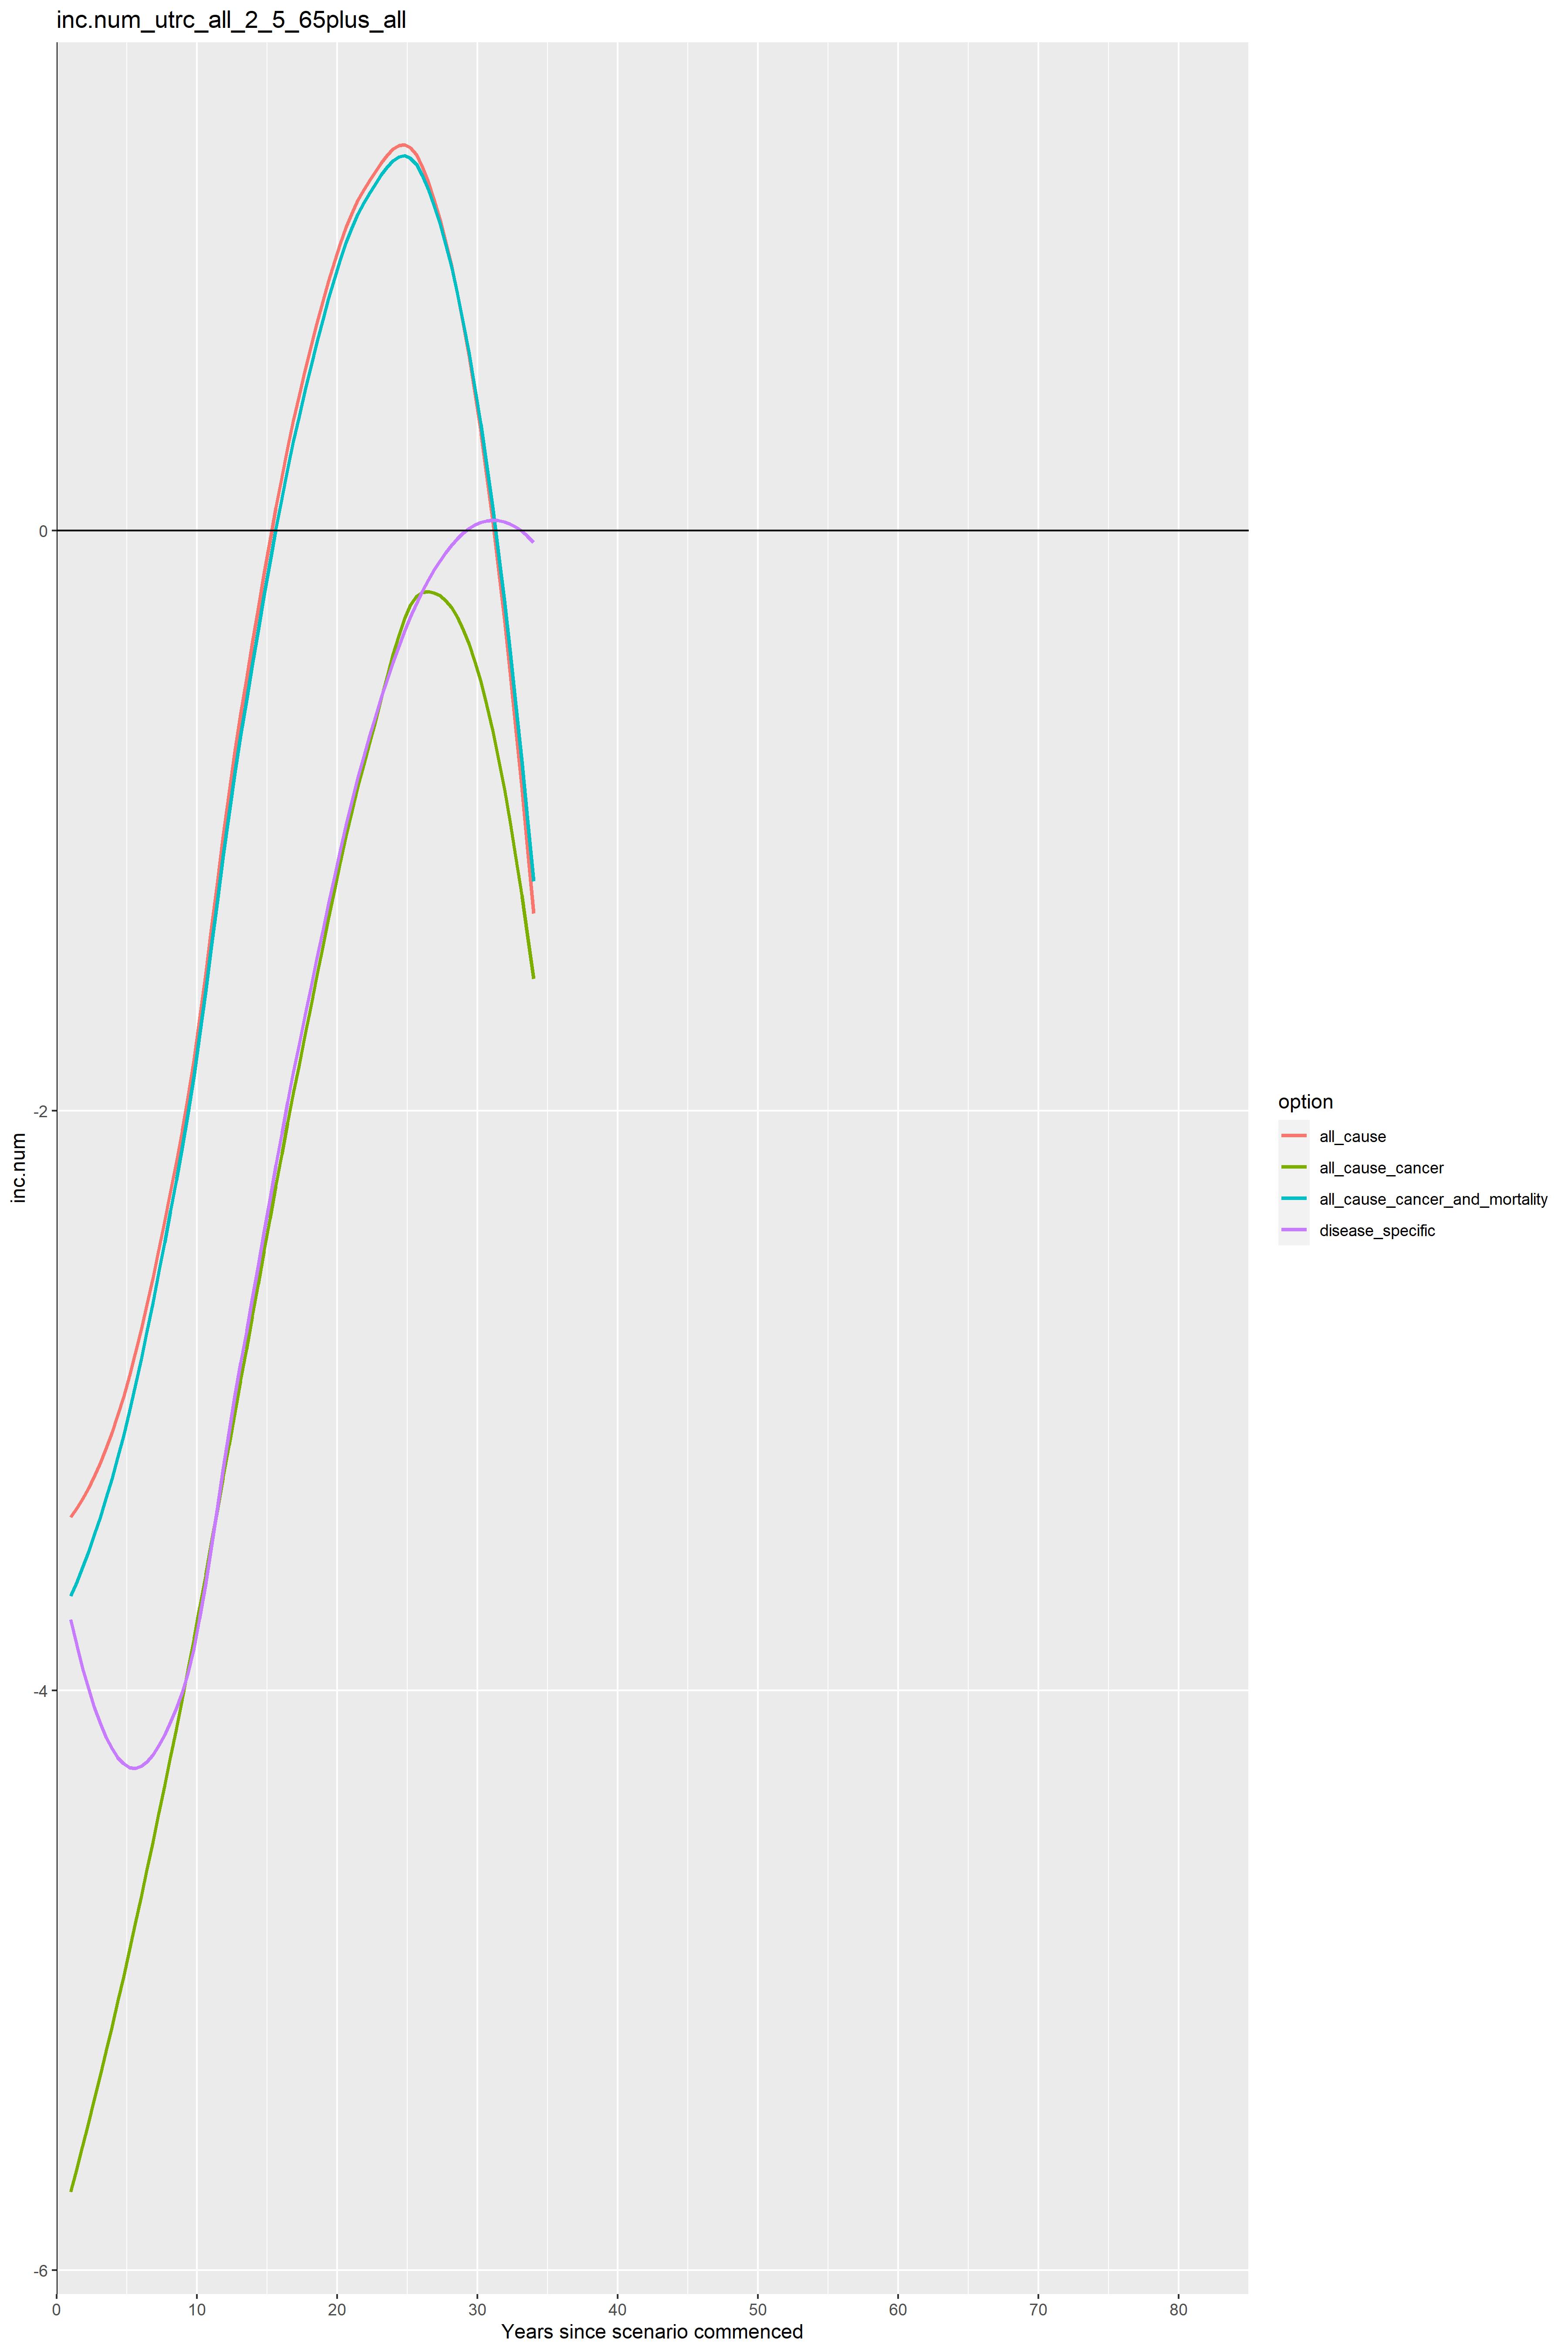 inc.num_utrc_all_2_5_65plus_all
0
-2
-4
-6
inc.num
0 10 20 30 40 50 60 70 80
Years since scenario commenced
option
all_cause
all_cause_cancer
all_cause_cancer_and_mortality
disease_specific